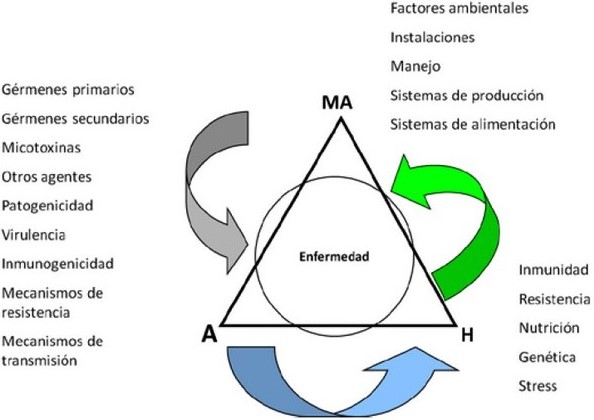 Factores ambientales
Instalaciones
Manejo
Sistemas de producción
Sistemas de alimentación
MA
Gérmenes primarios
Gérmenes secundarios
Micotoxinas
Otros agentes
Patogenicidad
Virulencia
Inmunogenicidad
Mecanismos de
resistencia
Mecanismos de
transmisión
Enfermedad
A
H
Inmunidad
Resistencia
Nutrición
Genética
Stress